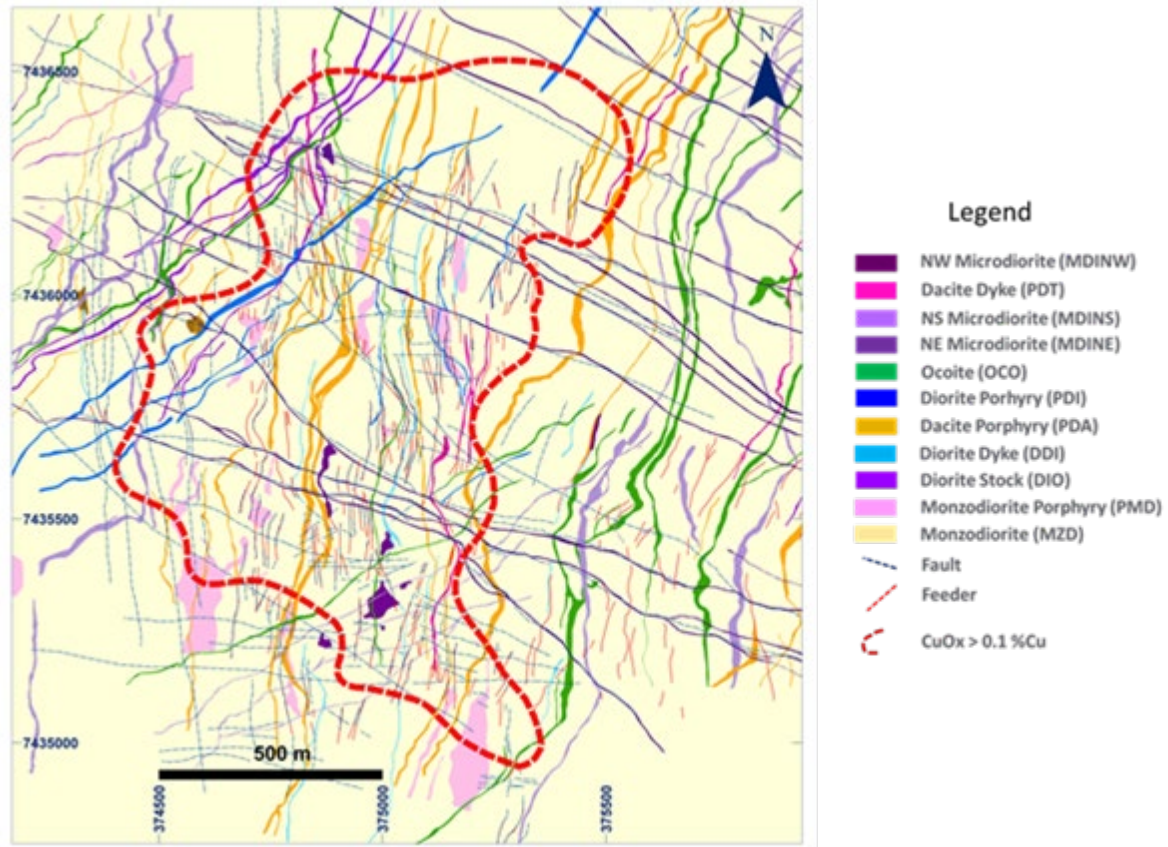 N
7436500
7436000
7435500
7435000
500 m
374500
375000
375500
Legend
NW Microdiorite (MDINW)
Dacite Dyke (PDT)
NS Microdiorite (MDINS)
NE Microdiorite (MDINE)
Ocoite (OCO)
Diorite Porhyry (PDI)
Dacite Porphyry (PDA)
Diorite Dyke (DDI)
Diorite Stock (DIO)
Monzodiorite Porphyry (PMD)
Monzodiorite (MZD)
Fault
Feeder
CuOx > 0.1 %Cu